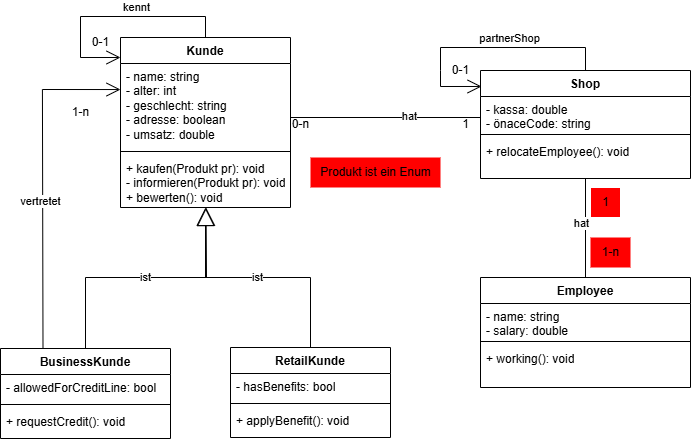 kennt
0-1
Kunde
- name: string
- alter: int
- geschlecht: string
- adresse: boolean
- umsatz: double
+ kaufen(Produkt pr): void
- informieren(Produkt pr): void
+ bewerten(): void
1-n
vertretet
0-n
hat
1
partnerShop
0-1
Shop
- kassa: double
- önaceCode: string
+ relocateEmployee(): void
Produkt ist ein Enum
1
hat
1-n
Employee
- name: string
- salary: double
+ working(): void
ist
ist
BusinessKunde
- allowedForCreditLine: bool
+ requestCredit(): void
RetailKunde
- hasBenefits: bool
+ applyBenefit(): void